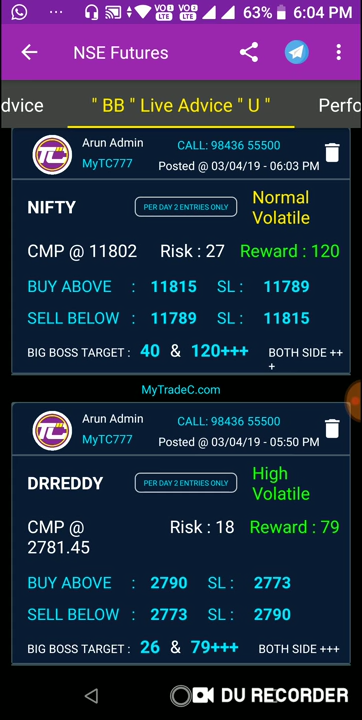 63% 6:04 PM
NSE Futures
dvice " BB " Live Advice " U " Perfo
TC
Arun Admin
MyTC777
CALL: 98436 55500
Posted @ 03/04/19 - 06:03 PM
NIFTY
PER DAY 2 ENTRIES ONLY
Normal
Volatile
CMP @ 11802 Risk : 27 Reward : 120
BUY ABOVE : 11815 SL : 11789
SELL BELOW : 11789 SL : 11815
BIG BOSS TARGET : 40 & 120+++ BOTH SIDE ++
+
MyTradeC.com
TC
Arun Admin
MyTC777
CALL: 98436 55500
Posted @ 03/04/19 - 05:50 PM
DRREDDY
PER DAY 2 ENTRIES ONLY
High
Volatile
CMP @
2781.45
Risk : 18 Reward : 79
BUY ABOVE : 2790 SL : 2773
SELL BELOW : 2773 SL : 2790
BIG BOSS TARGET : 26 & 79+++ BOTH SIDE +++
DU RECORDER